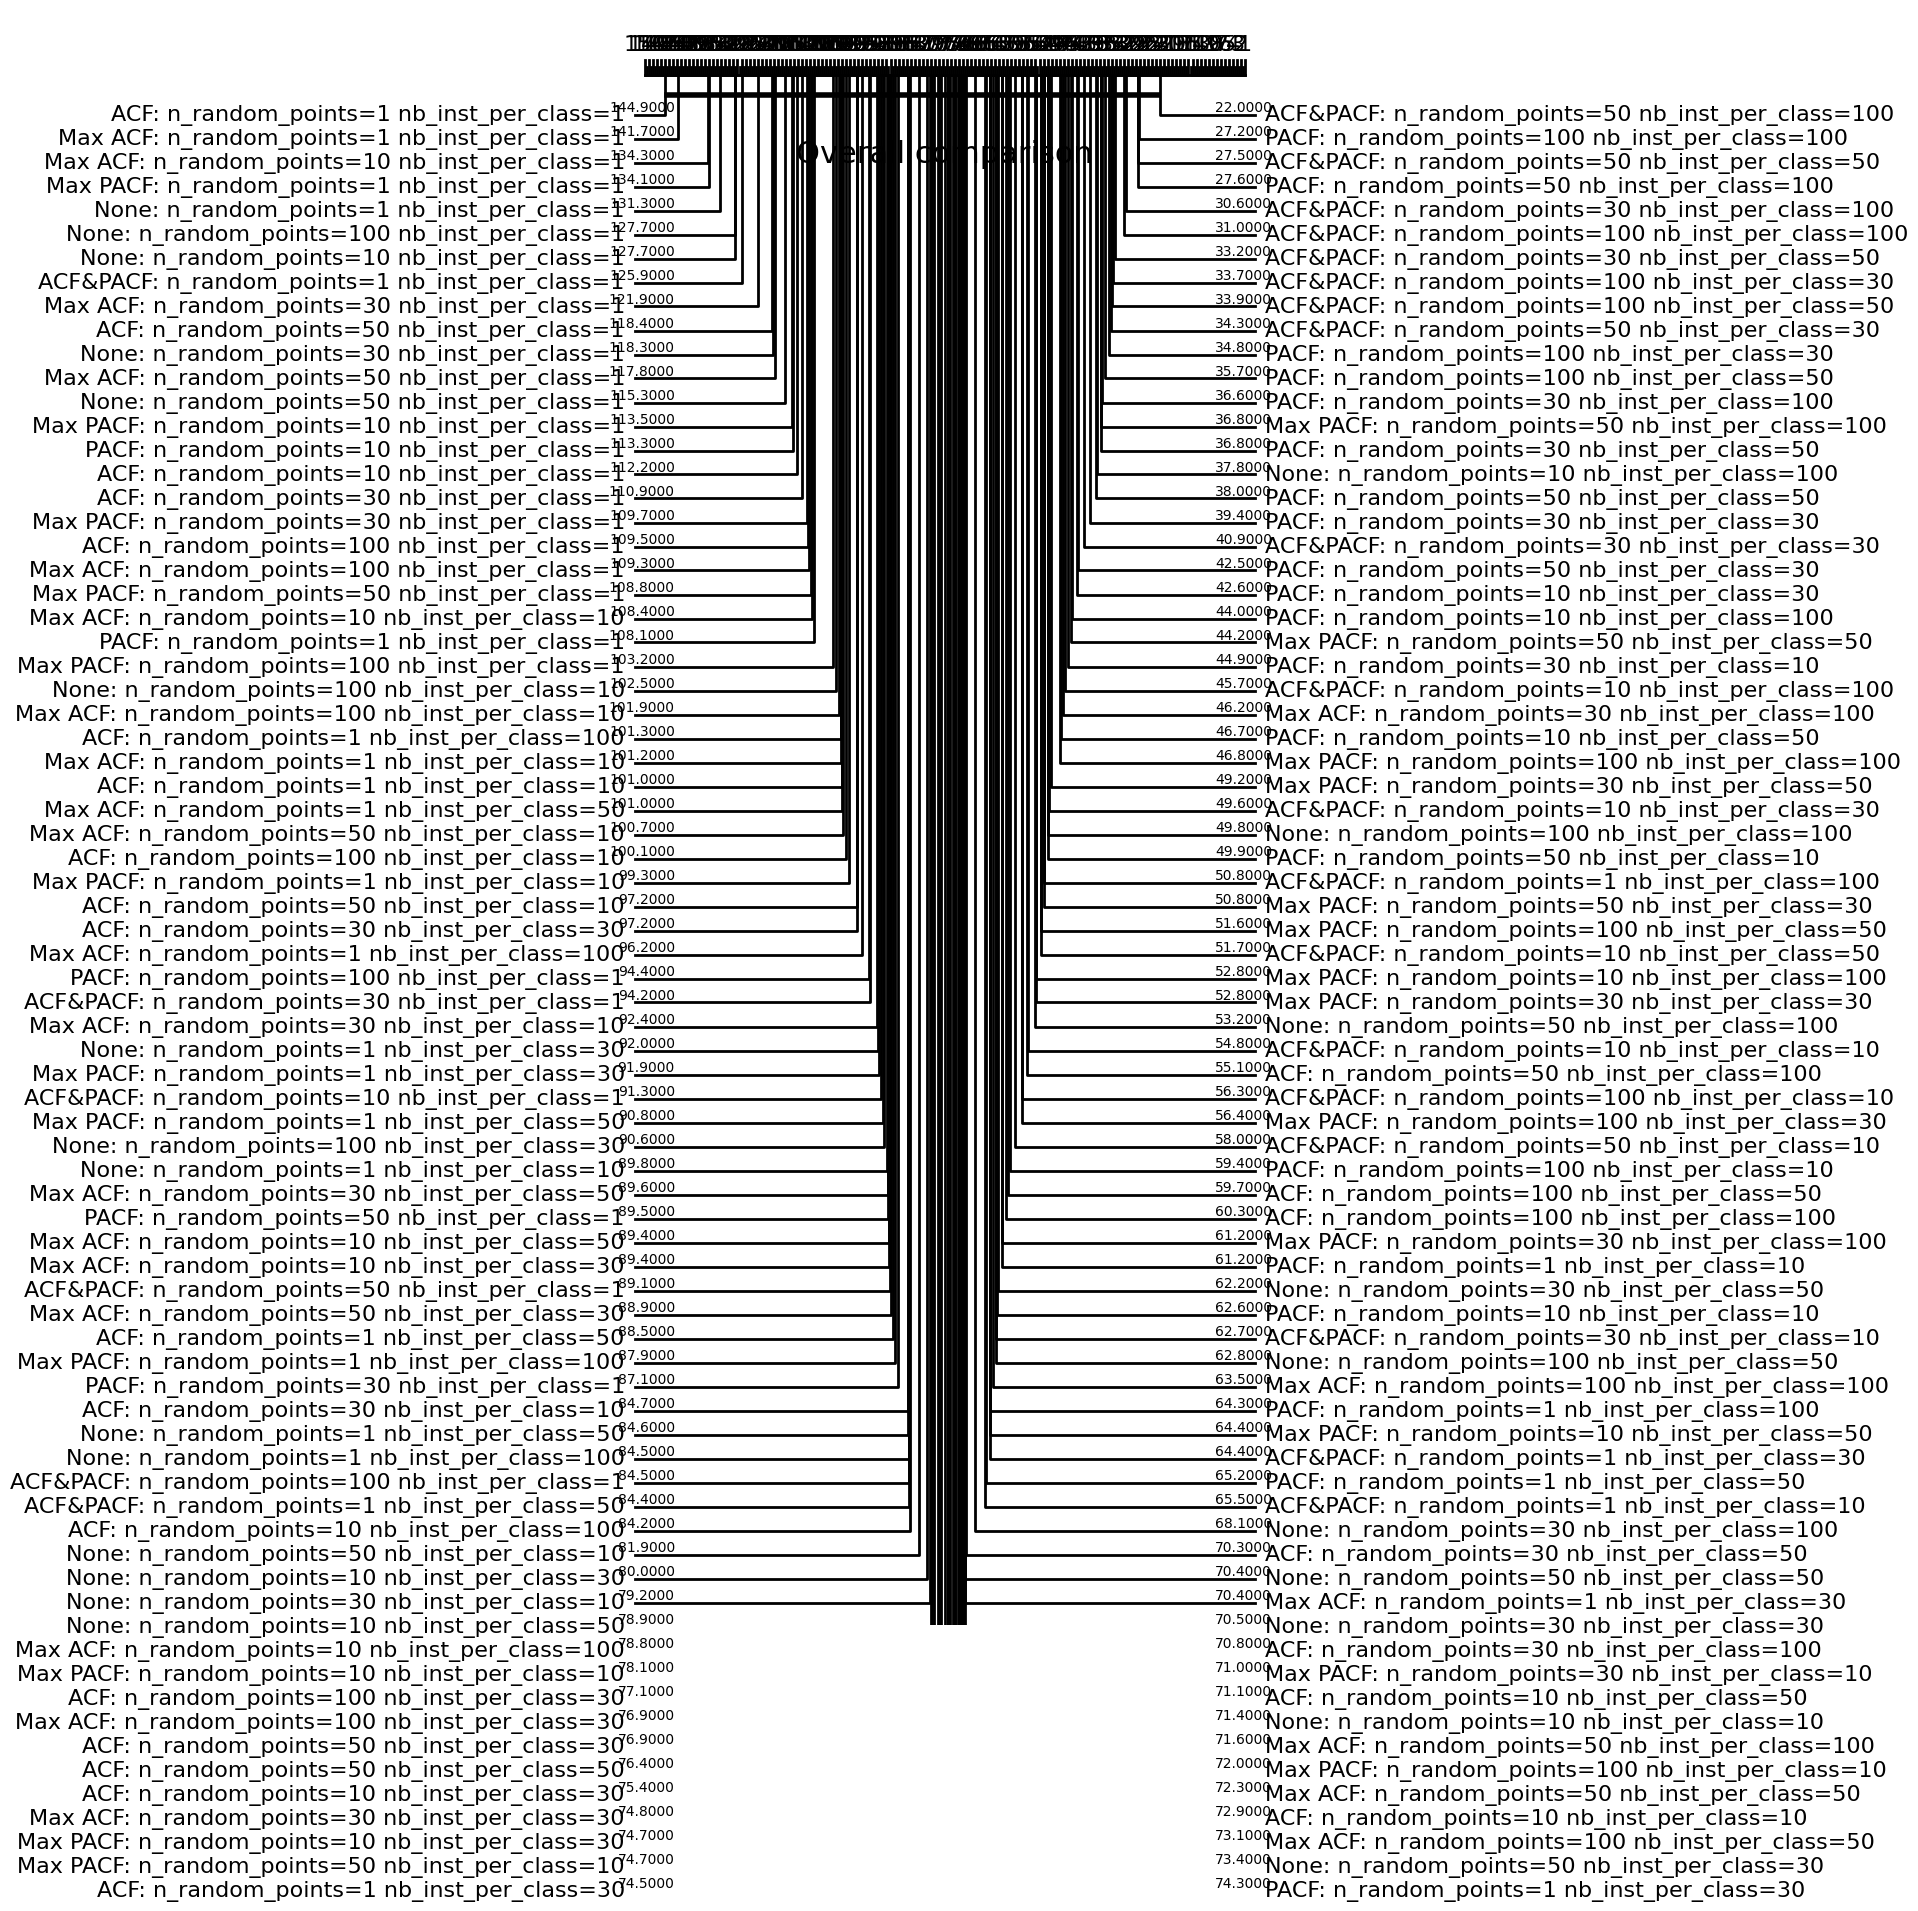 ACF: n_random_points=1 nb_inst_per_class=1 144.9000 22.0000 ACF&PACF: n_random_points=50 nb_inst_per_class=100
Max ACF: n_random_points=1 nb_inst_per_class=1 141.7000 27.2000 PACF: n_random_points=100 nb_inst_per_class=100
Overall comparison
Max ACF: n_random_points=10 nb_inst_per_class=1 134.3000 27.5000 ACF&PACF: n_random_points=50 nb_inst_per_class=50
Max PACF: n_random_points=1 nb_inst_per_class=1 134.1000 27.6000 PACF: n_random_points=50 nb_inst_per_class=100
None: n_random_points=1 nb_inst_per_class=1 131.3000 30.6000 ACF&PACF: n_random_points=30 nb_inst_per_class=100
None: n_random_points=100 nb_inst_per_class=1 127.7000 31.0000 ACF&PACF: n_random_points=100 nb_inst_per_class=100
None: n_random_points=10 nb_inst_per_class=1 127.7000 33.2000 ACF&PACF: n_random_points=30 nb_inst_per_class=50
ACF&PACF: n_random_points=1 nb_inst_per_class=1 125.9000 33.7000 ACF&PACF: n_random_points=100 nb_inst_per_class=30
Max ACF: n_random_points=30 nb_inst_per_class=1 121.9000 33.9000 ACF&PACF: n_random_points=100 nb_inst_per_class=50
ACF: n_random_points=50 nb_inst_per_class=1 118.4000 34.3000 ACF&PACF: n_random_points=50 nb_inst_per_class=30
None: n_random_points=30 nb_inst_per_class=1 118.3000 34.8000 PACF: n_random_points=100 nb_inst_per_class=30
Max ACF: n_random_points=50 nb_inst_per_class=1 117.8000 35.7000 PACF: n_random_points=100 nb_inst_per_class=50
None: n_random_points=50 nb_inst_per_class=1 115.3000 36.6000 PACF: n_random_points=30 nb_inst_per_class=100
Max PACF: n_random_points=10 nb_inst_per_class=1 113.5000 36.8000 Max PACF: n_random_points=50 nb_inst_per_class=100
PACF: n_random_points=10 nb_inst_per_class=1 113.3000 36.8000 PACF: n_random_points=30 nb_inst_per_class=50
ACF: n_random_points=10 nb_inst_per_class=1 112.2000 37.8000 None: n_random_points=10 nb_inst_per_class=100
ACF: n_random_points=30 nb_inst_per_class=1 110.9000 38.0000 PACF: n_random_points=50 nb_inst_per_class=50
Max PACF: n_random_points=30 nb_inst_per_class=1 109.7000 39.4000 PACF: n_random_points=30 nb_inst_per_class=30
ACF: n_random_points=100 nb_inst_per_class=1 109.5000 40.9000 ACF&PACF: n_random_points=30 nb_inst_per_class=30
Max ACF: n_random_points=100 nb_inst_per_class=1 109.3000 42.5000 PACF: n_random_points=50 nb_inst_per_class=30
Max PACF: n_random_points=50 nb_inst_per_class=1 108.8000 42.6000 PACF: n_random_points=10 nb_inst_per_class=30
Max ACF: n_random_points=10 nb_inst_per_class=10 108.4000 44.0000 PACF: n_random_points=10 nb_inst_per_class=100
PACF: n_random_points=1 nb_inst_per_class=1 108.1000 44.2000 Max PACF: n_random_points=50 nb_inst_per_class=50
Max PACF: n_random_points=100 nb_inst_per_class=1 103.2000 44.9000 PACF: n_random_points=30 nb_inst_per_class=10
None: n_random_points=100 nb_inst_per_class=10 102.5000 45.7000 ACF&PACF: n_random_points=10 nb_inst_per_class=100
Max ACF: n_random_points=100 nb_inst_per_class=10 101.9000 46.2000 Max ACF: n_random_points=30 nb_inst_per_class=100
ACF: n_random_points=1 nb_inst_per_class=100 101.3000 46.7000 PACF: n_random_points=10 nb_inst_per_class=50
Max ACF: n_random_points=1 nb_inst_per_class=10 101.2000 46.8000 Max PACF: n_random_points=100 nb_inst_per_class=100
ACF: n_random_points=1 nb_inst_per_class=10 101.0000 49.2000 Max PACF: n_random_points=30 nb_inst_per_class=50
Max ACF: n_random_points=1 nb_inst_per_class=50 101.0000 49.6000 ACF&PACF: n_random_points=10 nb_inst_per_class=30
Max ACF: n_random_points=50 nb_inst_per_class=10 100.7000 49.8000 None: n_random_points=100 nb_inst_per_class=100
ACF: n_random_points=100 nb_inst_per_class=10 100.1000 49.9000 PACF: n_random_points=50 nb_inst_per_class=10
Max PACF: n_random_points=1 nb_inst_per_class=10 99.3000 50.8000 ACF&PACF: n_random_points=1 nb_inst_per_class=100
ACF: n_random_points=50 nb_inst_per_class=10 97.2000 50.8000 Max PACF: n_random_points=50 nb_inst_per_class=30
ACF: n_random_points=30 nb_inst_per_class=30 97.2000 51.6000 Max PACF: n_random_points=100 nb_inst_per_class=50
Max ACF: n_random_points=1 nb_inst_per_class=100 96.2000 51.7000 ACF&PACF: n_random_points=10 nb_inst_per_class=50
PACF: n_random_points=100 nb_inst_per_class=1 94.4000 52.8000 Max PACF: n_random_points=10 nb_inst_per_class=100
ACF&PACF: n_random_points=30 nb_inst_per_class=1 94.2000 52.8000 Max PACF: n_random_points=30 nb_inst_per_class=30
Max ACF: n_random_points=30 nb_inst_per_class=10 92.4000 53.2000 None: n_random_points=50 nb_inst_per_class=100
None: n_random_points=1 nb_inst_per_class=30 92.0000 54.8000 ACF&PACF: n_random_points=10 nb_inst_per_class=10
Max PACF: n_random_points=1 nb_inst_per_class=30 91.9000 55.1000 ACF: n_random_points=50 nb_inst_per_class=100
ACF&PACF: n_random_points=10 nb_inst_per_class=1 91.3000 56.3000 ACF&PACF: n_random_points=100 nb_inst_per_class=10
Max PACF: n_random_points=1 nb_inst_per_class=50 90.8000 56.4000 Max PACF: n_random_points=100 nb_inst_per_class=30
None: n_random_points=100 nb_inst_per_class=30 90.6000 58.0000 ACF&PACF: n_random_points=50 nb_inst_per_class=10
None: n_random_points=1 nb_inst_per_class=10 89.8000 59.4000 PACF: n_random_points=100 nb_inst_per_class=10
Max ACF: n_random_points=30 nb_inst_per_class=50 89.6000 59.7000 ACF: n_random_points=100 nb_inst_per_class=50
PACF: n_random_points=50 nb_inst_per_class=1 89.5000 60.3000 ACF: n_random_points=100 nb_inst_per_class=100
Max ACF: n_random_points=10 nb_inst_per_class=50 89.4000 61.2000 Max PACF: n_random_points=30 nb_inst_per_class=100
Max ACF: n_random_points=10 nb_inst_per_class=30 89.4000 61.2000 PACF: n_random_points=1 nb_inst_per_class=10
ACF&PACF: n_random_points=50 nb_inst_per_class=1 89.1000 62.2000 None: n_random_points=30 nb_inst_per_class=50
Max ACF: n_random_points=50 nb_inst_per_class=30 88.9000 62.6000 PACF: n_random_points=10 nb_inst_per_class=10
ACF: n_random_points=1 nb_inst_per_class=50 88.5000 62.7000 ACF&PACF: n_random_points=30 nb_inst_per_class=10
Max PACF: n_random_points=1 nb_inst_per_class=100 87.9000 62.8000 None: n_random_points=100 nb_inst_per_class=50
PACF: n_random_points=30 nb_inst_per_class=1 87.1000 63.5000 Max ACF: n_random_points=100 nb_inst_per_class=100
ACF: n_random_points=30 nb_inst_per_class=10 84.7000 64.3000 PACF: n_random_points=1 nb_inst_per_class=100
None: n_random_points=1 nb_inst_per_class=50 84.6000 64.4000 Max PACF: n_random_points=10 nb_inst_per_class=50
None: n_random_points=1 nb_inst_per_class=100 84.5000 64.4000 ACF&PACF: n_random_points=1 nb_inst_per_class=30
ACF&PACF: n_random_points=100 nb_inst_per_class=1 84.5000 65.2000 PACF: n_random_points=1 nb_inst_per_class=50
ACF&PACF: n_random_points=1 nb_inst_per_class=50 84.4000 65.5000 ACF&PACF: n_random_points=1 nb_inst_per_class=10
ACF: n_random_points=10 nb_inst_per_class=100 84.2000 68.1000 None: n_random_points=30 nb_inst_per_class=100
None: n_random_points=50 nb_inst_per_class=10 81.9000 70.3000 ACF: n_random_points=30 nb_inst_per_class=50
None: n_random_points=10 nb_inst_per_class=30 80.0000 70.4000 None: n_random_points=50 nb_inst_per_class=50
None: n_random_points=30 nb_inst_per_class=10 79.2000 70.4000 Max ACF: n_random_points=1 nb_inst_per_class=30
None: n_random_points=10 nb_inst_per_class=50 78.9000 70.5000 None: n_random_points=30 nb_inst_per_class=30
Max ACF: n_random_points=10 nb_inst_per_class=100 78.8000 70.8000 ACF: n_random_points=30 nb_inst_per_class=100
Max PACF: n_random_points=10 nb_inst_per_class=10 78.1000 71.0000 Max PACF: n_random_points=30 nb_inst_per_class=10
ACF: n_random_points=100 nb_inst_per_class=30 77.1000 71.1000 ACF: n_random_points=10 nb_inst_per_class=50
Max ACF: n_random_points=100 nb_inst_per_class=30 76.9000 71.4000 None: n_random_points=10 nb_inst_per_class=10
ACF: n_random_points=50 nb_inst_per_class=30 76.9000 71.6000 Max ACF: n_random_points=50 nb_inst_per_class=100
ACF: n_random_points=50 nb_inst_per_class=50 76.4000 72.0000 Max PACF: n_random_points=100 nb_inst_per_class=10
ACF: n_random_points=10 nb_inst_per_class=30 75.4000 72.3000 Max ACF: n_random_points=50 nb_inst_per_class=50
Max ACF: n_random_points=30 nb_inst_per_class=30 74.8000 72.9000 ACF: n_random_points=10 nb_inst_per_class=10
Max PACF: n_random_points=10 nb_inst_per_class=30 74.7000 73.1000 Max ACF: n_random_points=100 nb_inst_per_class=50
Max PACF: n_random_points=50 nb_inst_per_class=10 74.7000 73.4000 None: n_random_points=50 nb_inst_per_class=30
ACF: n_random_points=1 nb_inst_per_class=30 74.5000 74.3000 PACF: n_random_points=1 nb_inst_per_class=30